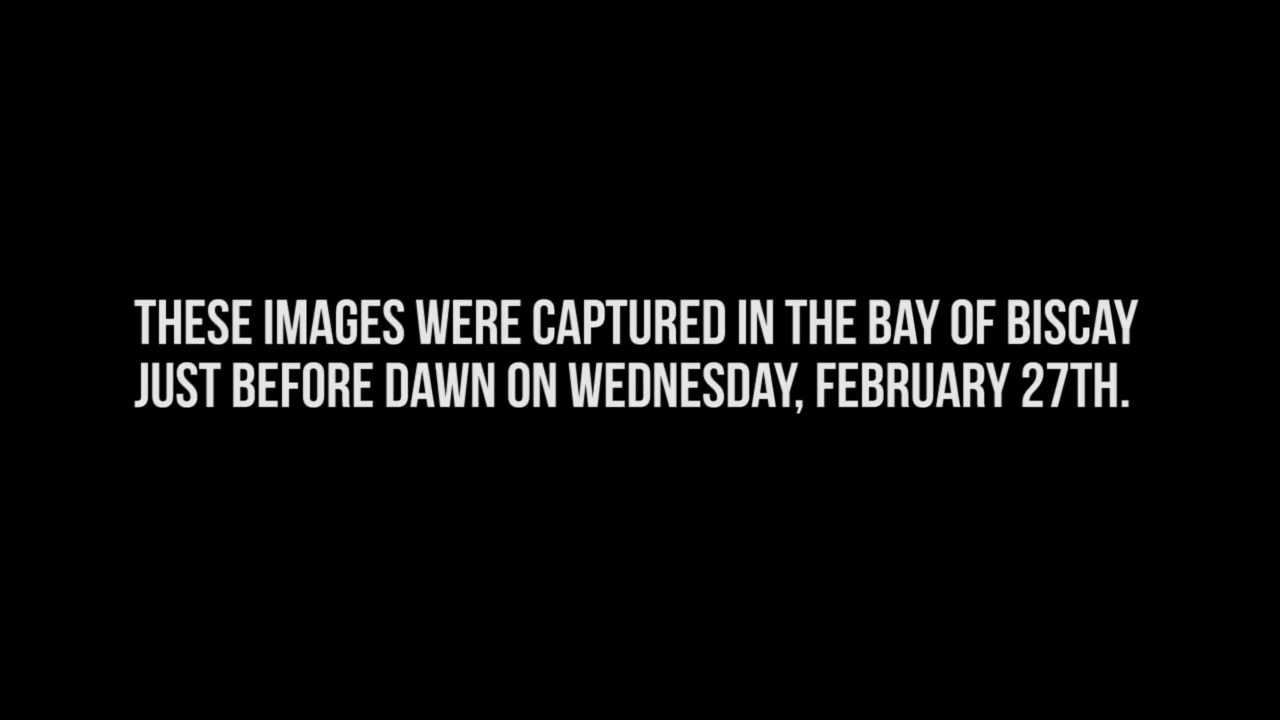 THESE IMAGES WERE CAPTURED IN THE BAY OF BISCAY
JUST BEFORE DAWN ON WEDNESDAY, FEBRUARY 27TH.